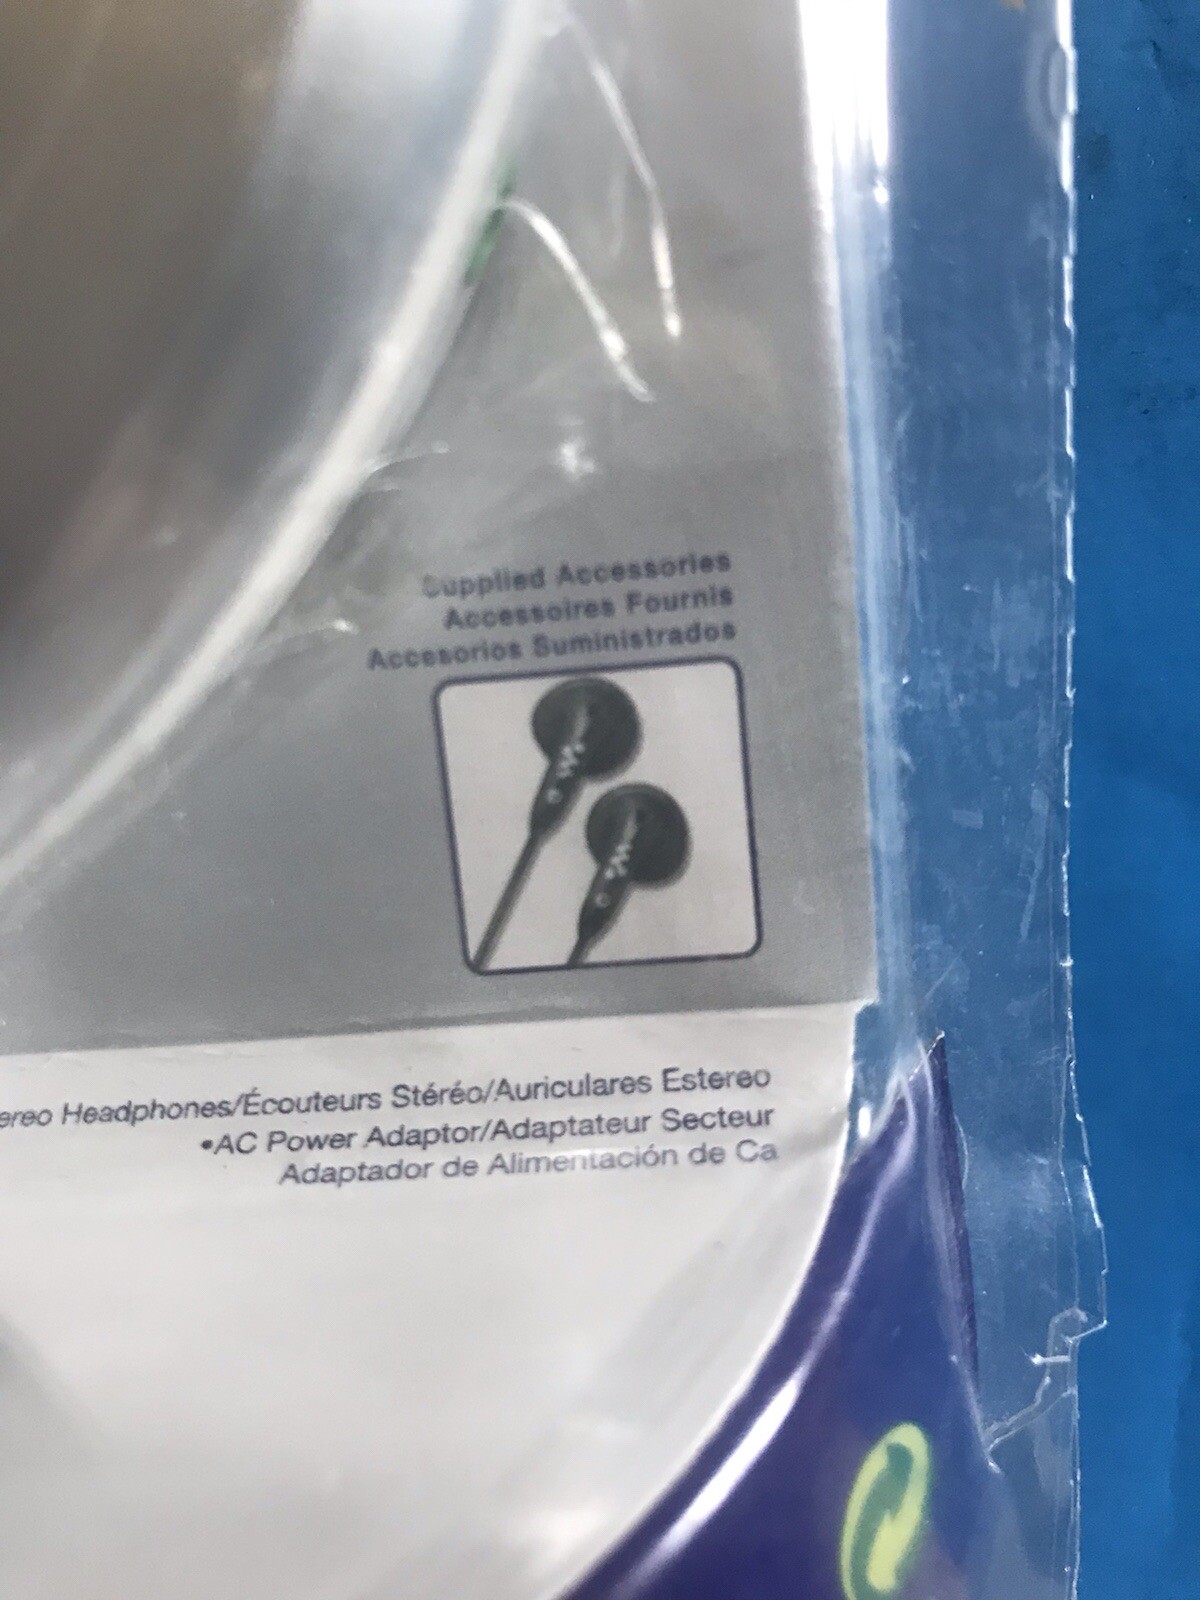 Supplied Accessories
Accessoires Fournis
Accesorios Suministrados
ereo Headphones/Écouteurs Stéréo/Auriculares Estereo
•AC Power Adaptor/Adaptateur Secteur
Adaptador de Alimentación de Ca